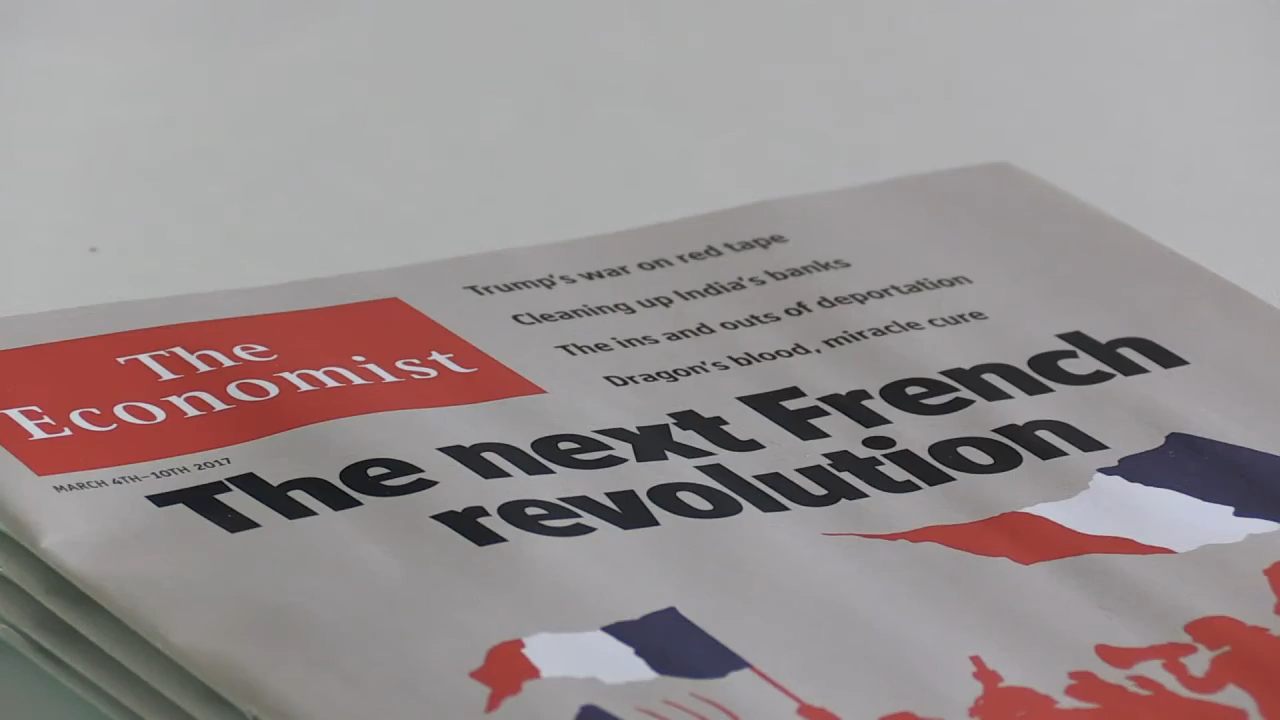 Trump's war on red tape
Cleaning up India's banks
The ins and outs of deportation
Dragon's blood, miracle cure
The
Economist
MARCH 4TH–10TH 2017
The next French
revolution